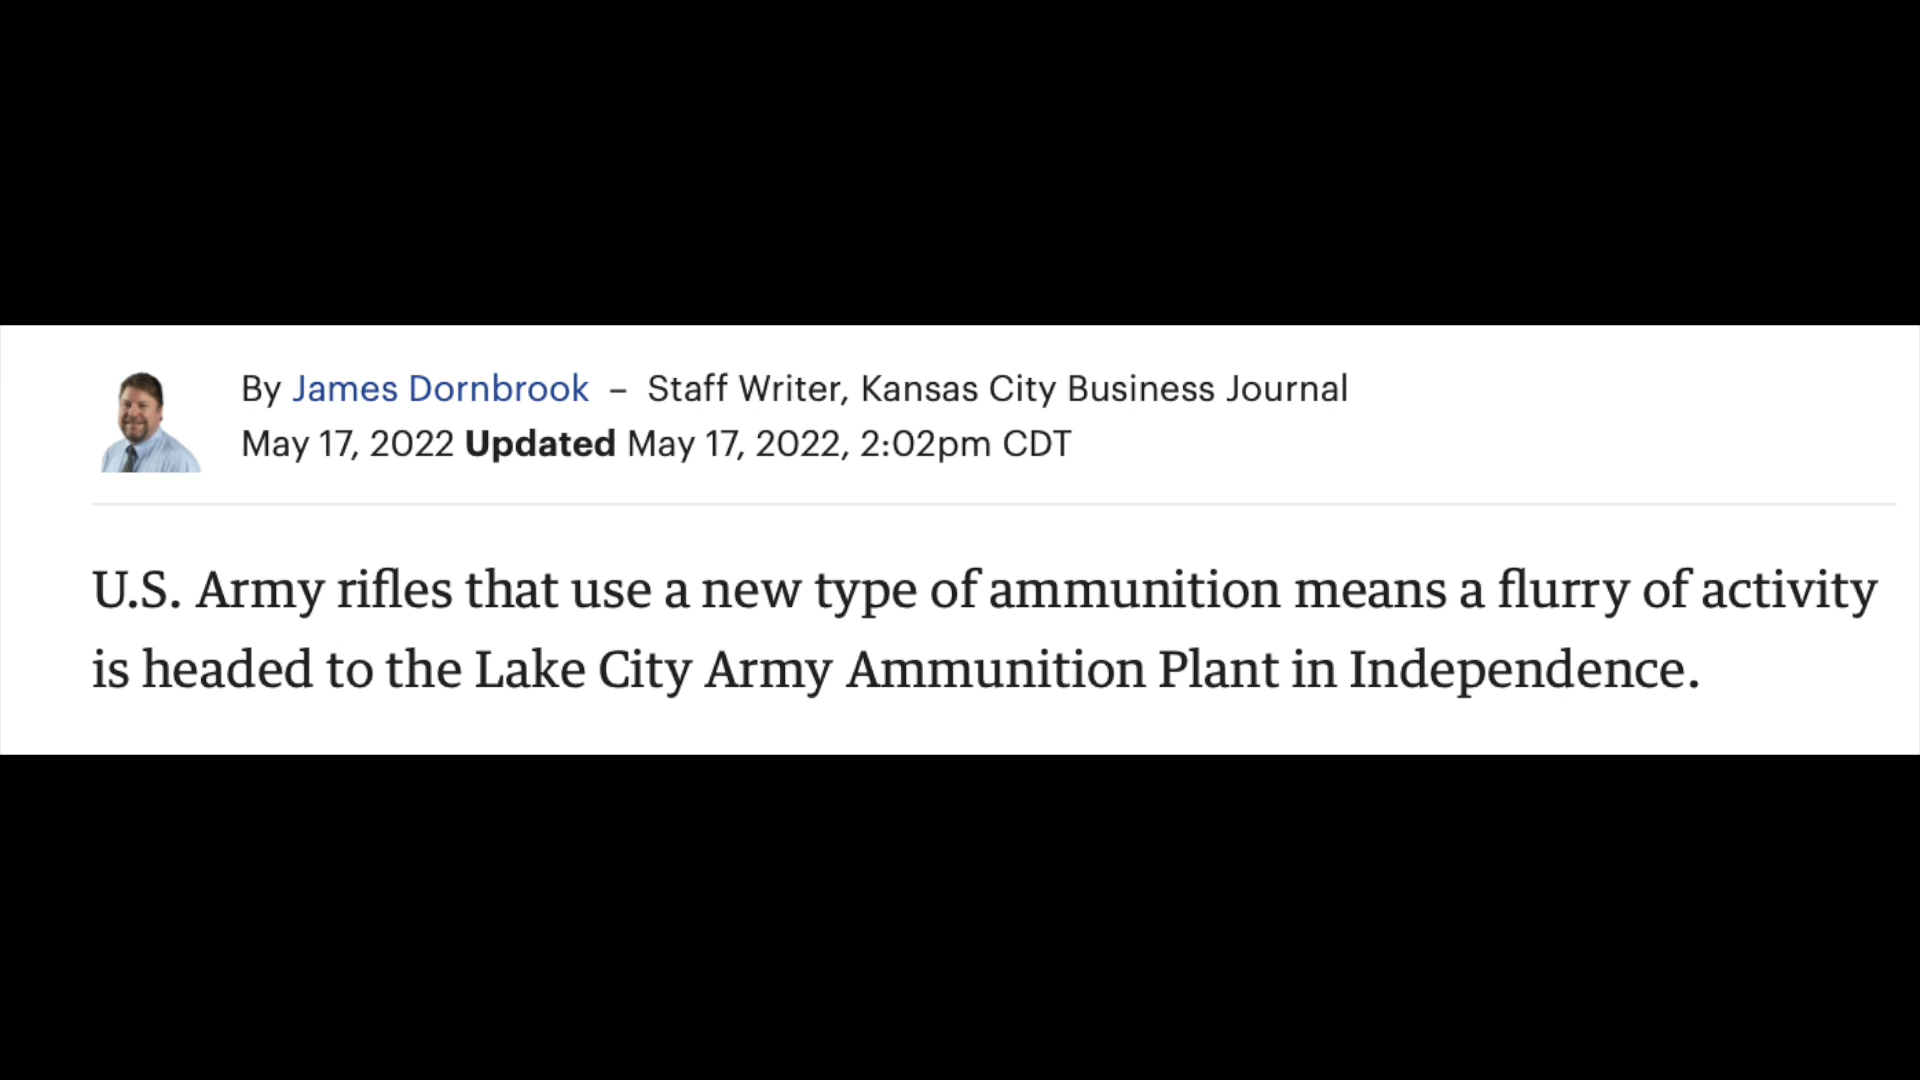 By James Dornbrook – Staff Writer, Kansas City Business Journal
May 17, 2022 Updated May 17, 2022, 2:02pm CDT
U.S. Army rifles that use a new type of ammunition means a flurry of activity
is headed to the Lake City Army Ammunition Plant in Independence.